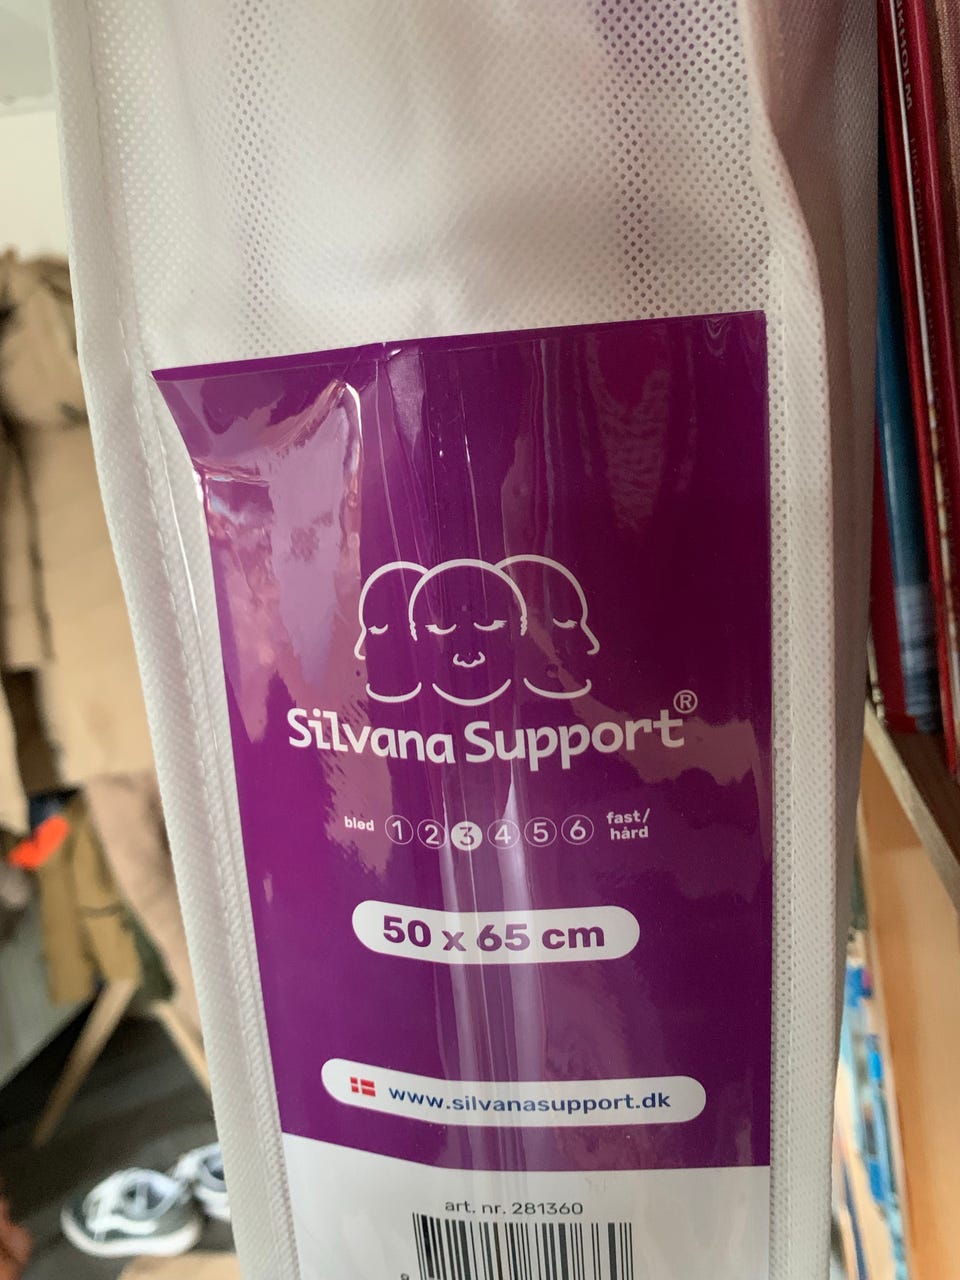 Silvana Support®
blød 1 2 3 4 5 6 fast/
hård
50 x 65 cm
www.silvanasupport.dk
art. nr. 281360